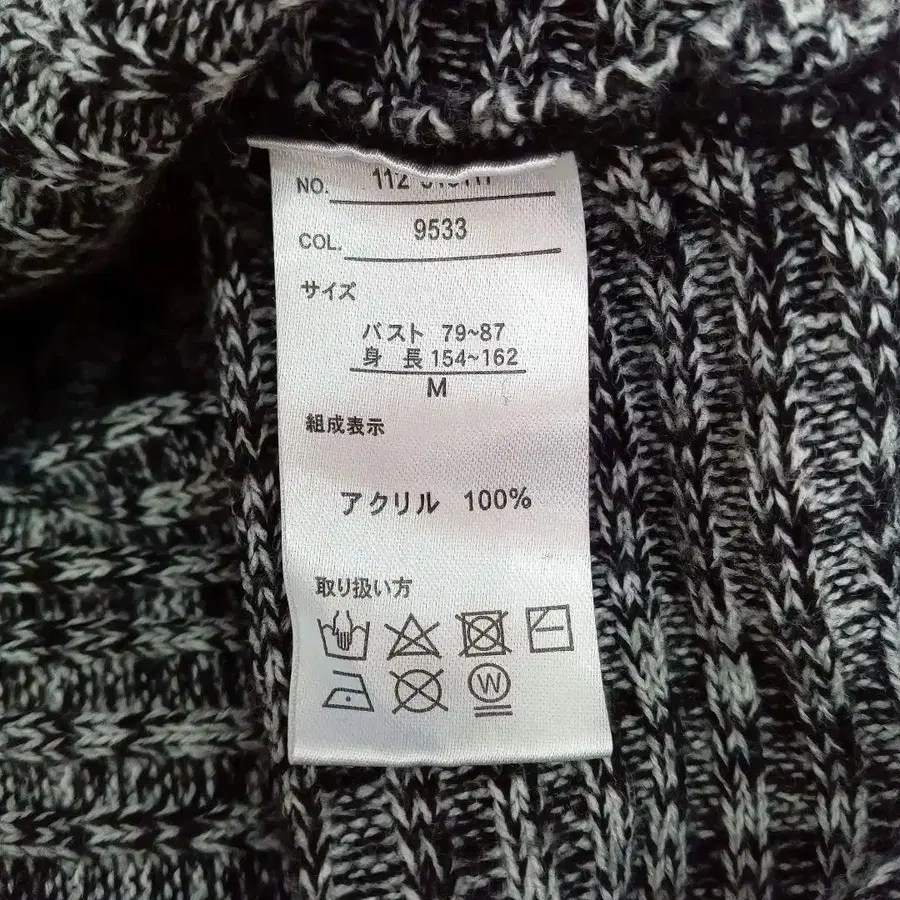 NO. 112
COL. 9533
サイズ
バスト 79~87
身 長 154~162
M
組成表示
アクリル 100%
取り扱い方
W